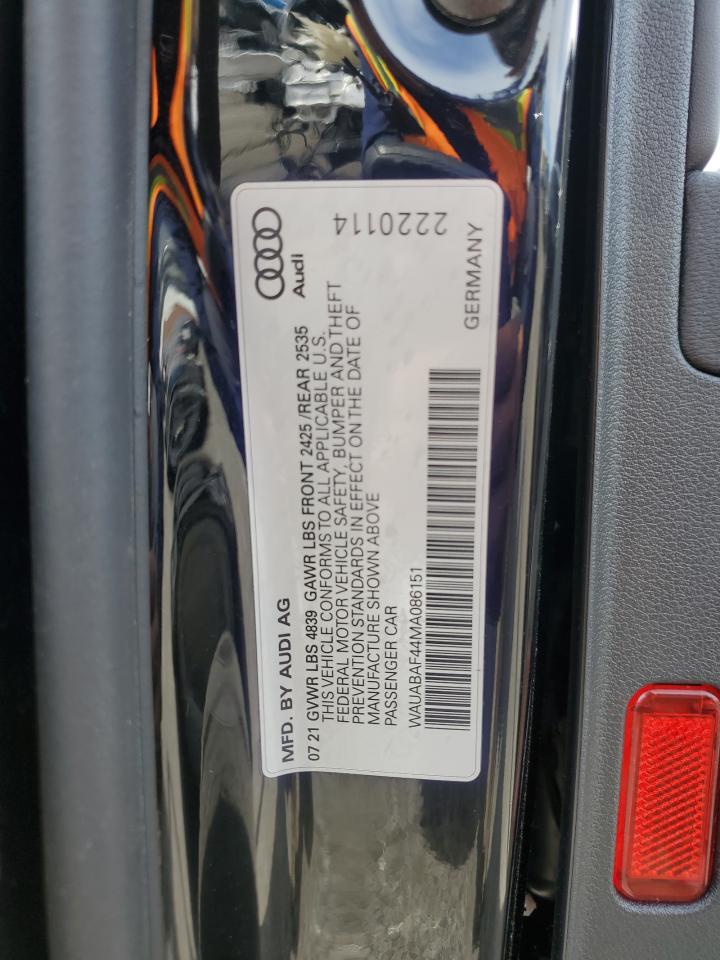 MFD. BY AUDI AG
Audi
07 21 GVWR LBS 4839 GAWR LBS FRONT 2425 /REAR 2535
THIS VEHICLE CONFORMS TO ALL APPLICABLE U.S.
FEDERAL MOTOR VEHICLE SAFETY, BUMPER AND THEFT
PREVENTION STANDARDS IN EFFECT ON THE DATE OF
MANUFACTURE SHOWN ABOVE
PASSENGER CAR
WAUABAF44MA086151
GERMANY
2220114